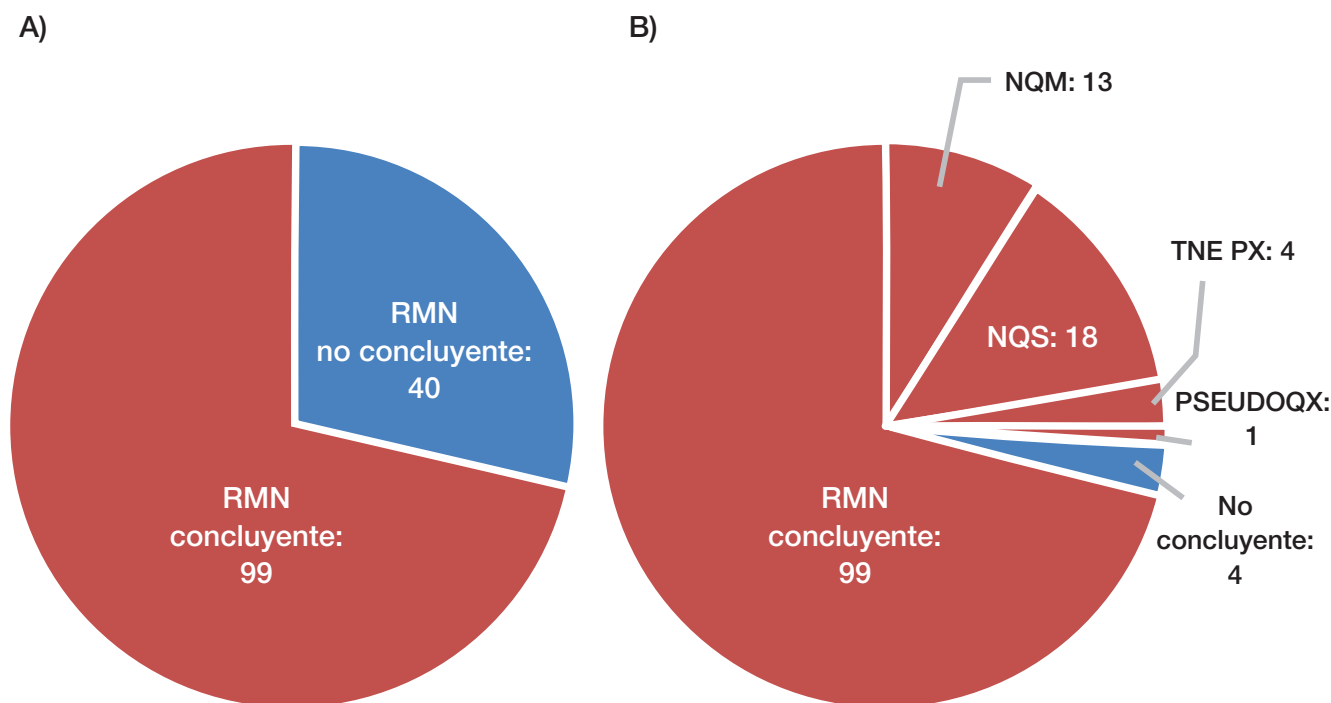 A)
RMN
no concluyente:
40
RMN
concluyente:
99
B)
NQM: 13
NQS: 18
TNE PX: 4
PSEUDOQX:
1
No
concluyente:
4
RMN
concluyente:
99